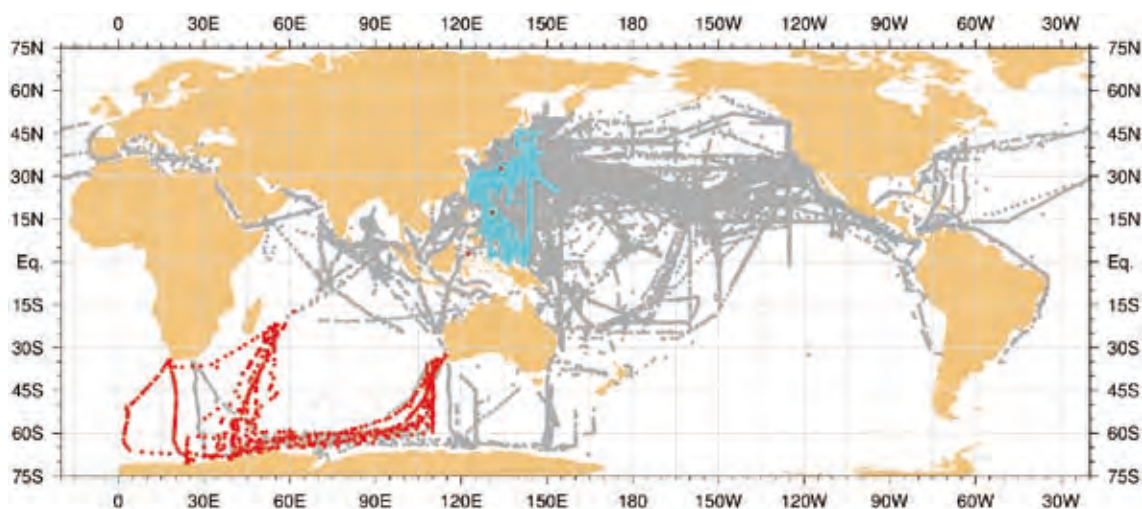 0 30E 60E 90E 120E 150E 180 150W 120W 90W 60W 30W
75N 75N
60N 60N
45N 45N
30N 30N
15N 15N
Eq. Eq.
15S 15S
30S 30S
45S 45S
60S 60S
75S 75S
0 30E 60E 90E 120E 150E 180 150W 120W 90W 60W 30W